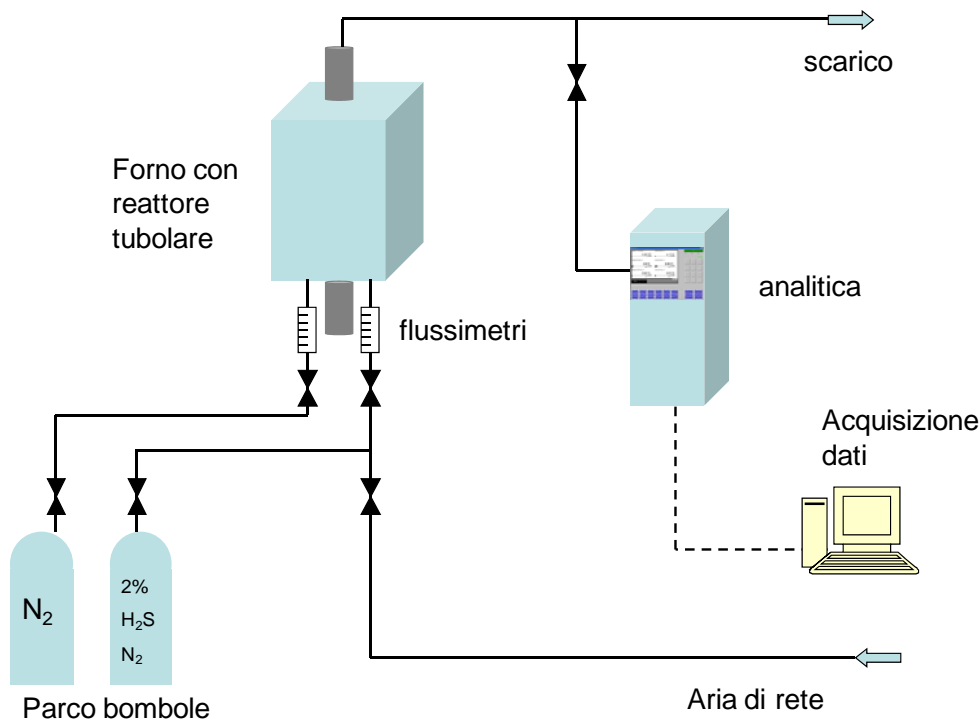 scarico
Forno con
reattore
tubolare
analitica
flussimetri
Acquisizione
dati
N₂
2%
H₂S
N₂
Parco bombole
Aria di rete